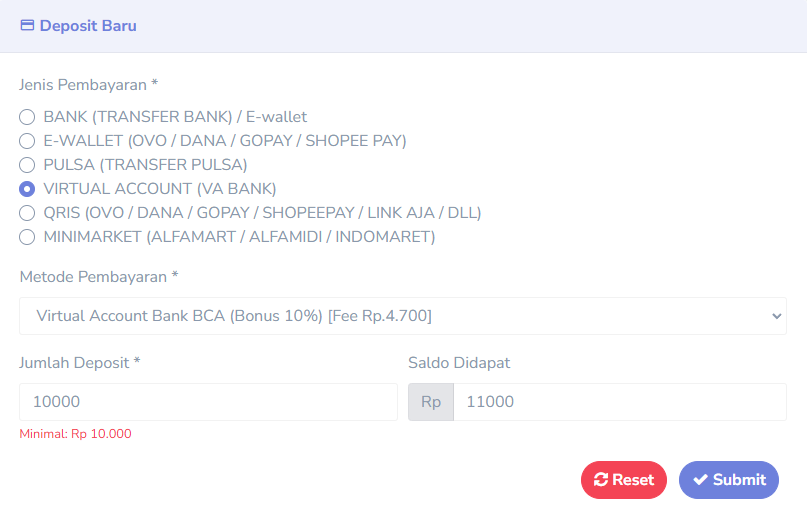 Deposit Baru
Jenis Pembayaran *
BANK (TRANSFER BANK) / E-wallet
E-WALLET (OVO / DANA / GOPAY / SHOPEE PAY)
PULSA (TRANSFER PULSA)
VIRTUAL ACCOUNT (VA BANK)
QRIS (OVO / DANA / GOPAY / SHOPEEPAY / LINK AJA / DLL)
MINIMARKET (ALFAMART / ALFAMIDI / INDOMARET)
Metode Pembayaran *
Virtual Account Bank BCA (Bonus 10%) [Fee Rp.4.700]
Jumlah Deposit * Saldo Didapat
10000 Rp 11000
Minimal: Rp 10.000
Reset Submit